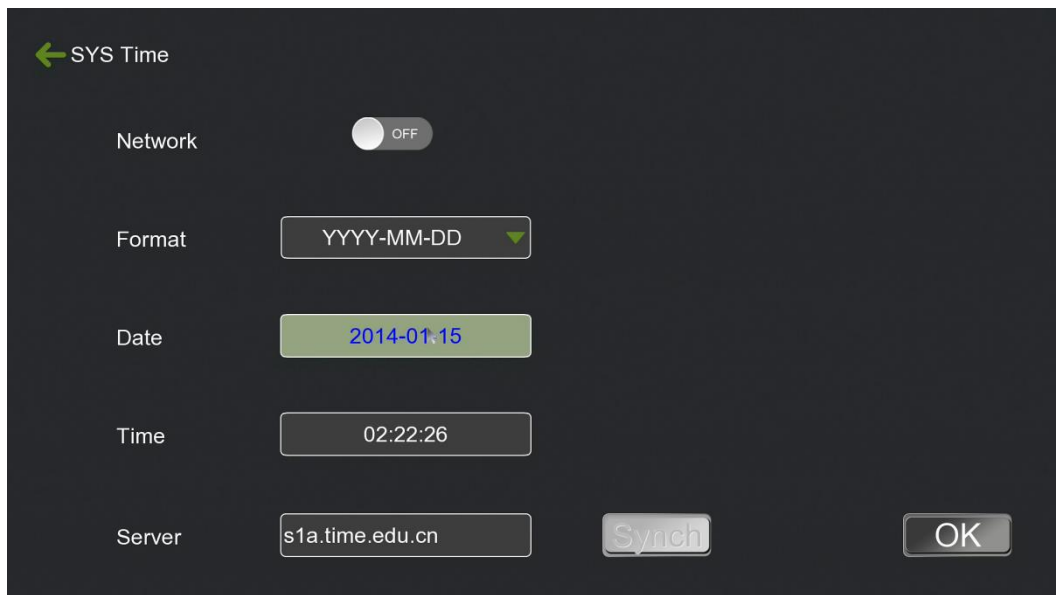 SYS Time
Network OFF
Format YYYY-MM-DD
Date 2014-01-15
Time 02:22:26
Server s1a.time.edu.cn Synch OK